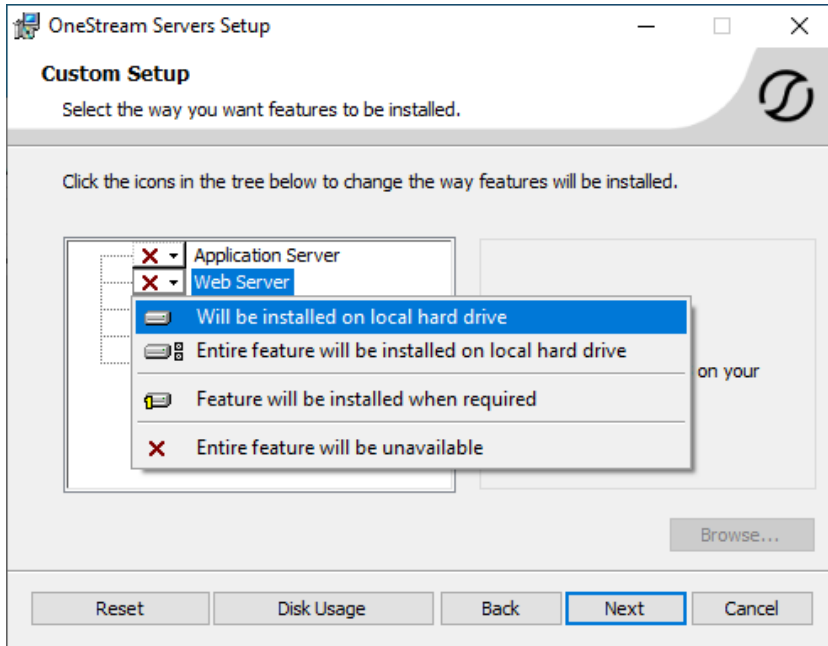 OneStream Servers Setup
Custom Setup
Select the way you want features to be installed.
Click the icons in the tree below to change the way features will be installed.
Application Server
Web Server
Will be installed on local hard drive
Entire feature will be installed on local hard drive
on your
Feature will be installed when required
Entire feature will be unavailable
Browse...
Reset
Disk Usage
Back
Next
Cancel